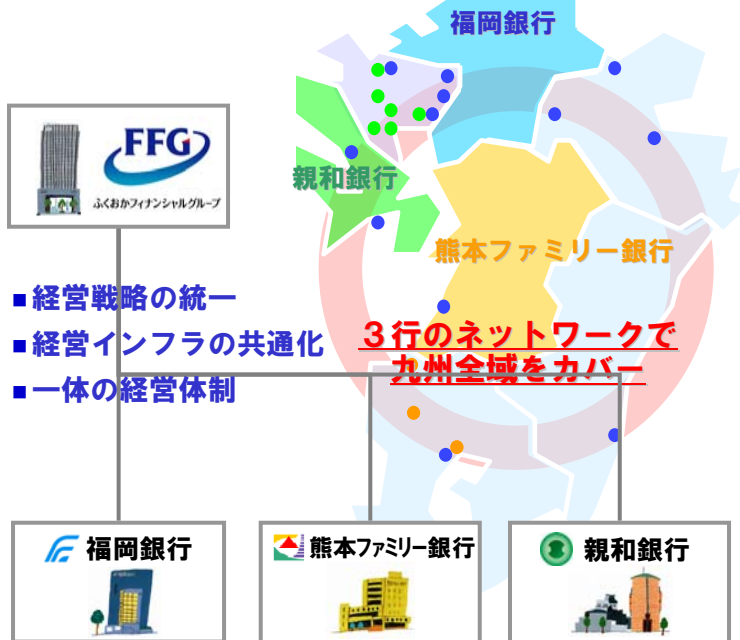 福岡銀行
FFG
ふくおかフィナンシャルグループ
親和銀行
熊本ファミリー銀行
■経営戦略の統一
■経営インフラの共通化
■一体の経営体制
３行のネットワークで
九州全域をカバー
福岡銀行
熊本ファミリー銀行
親和銀行